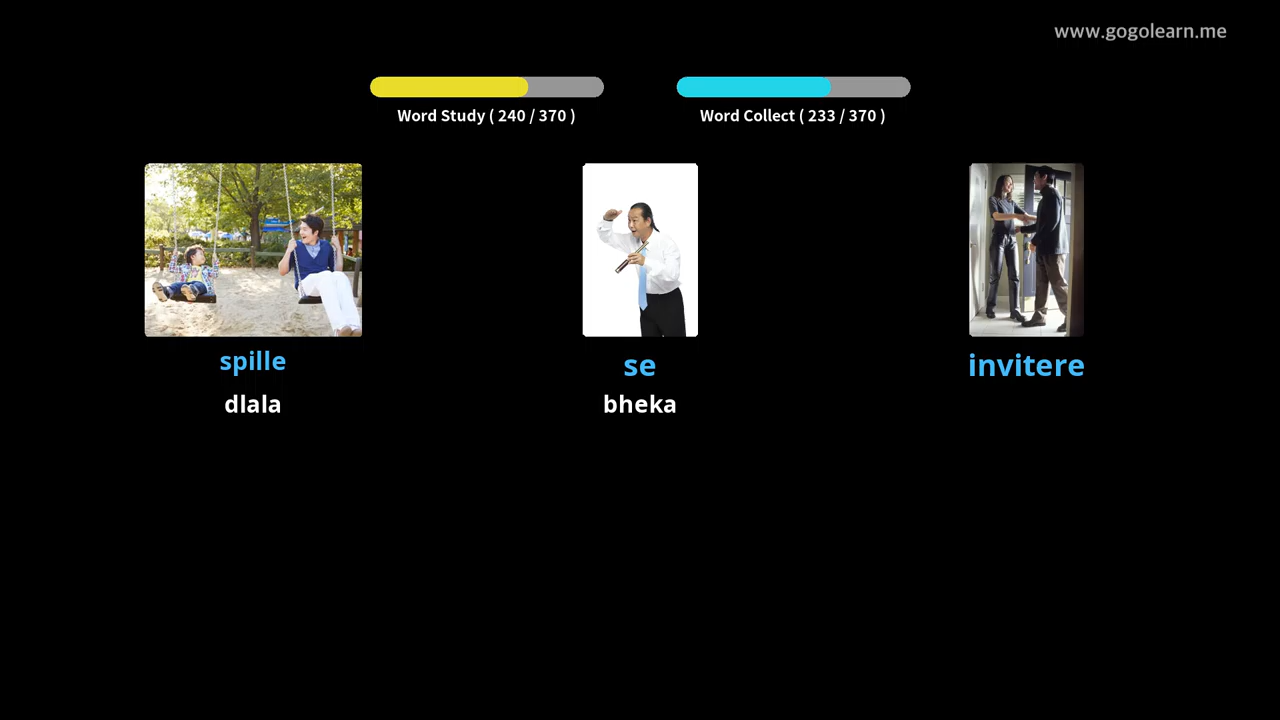 www.gogolearn.me
Word Study ( 240 / 370 )
Word Collect ( 233 / 370 )
spille
se
invitere
dlala
bheka